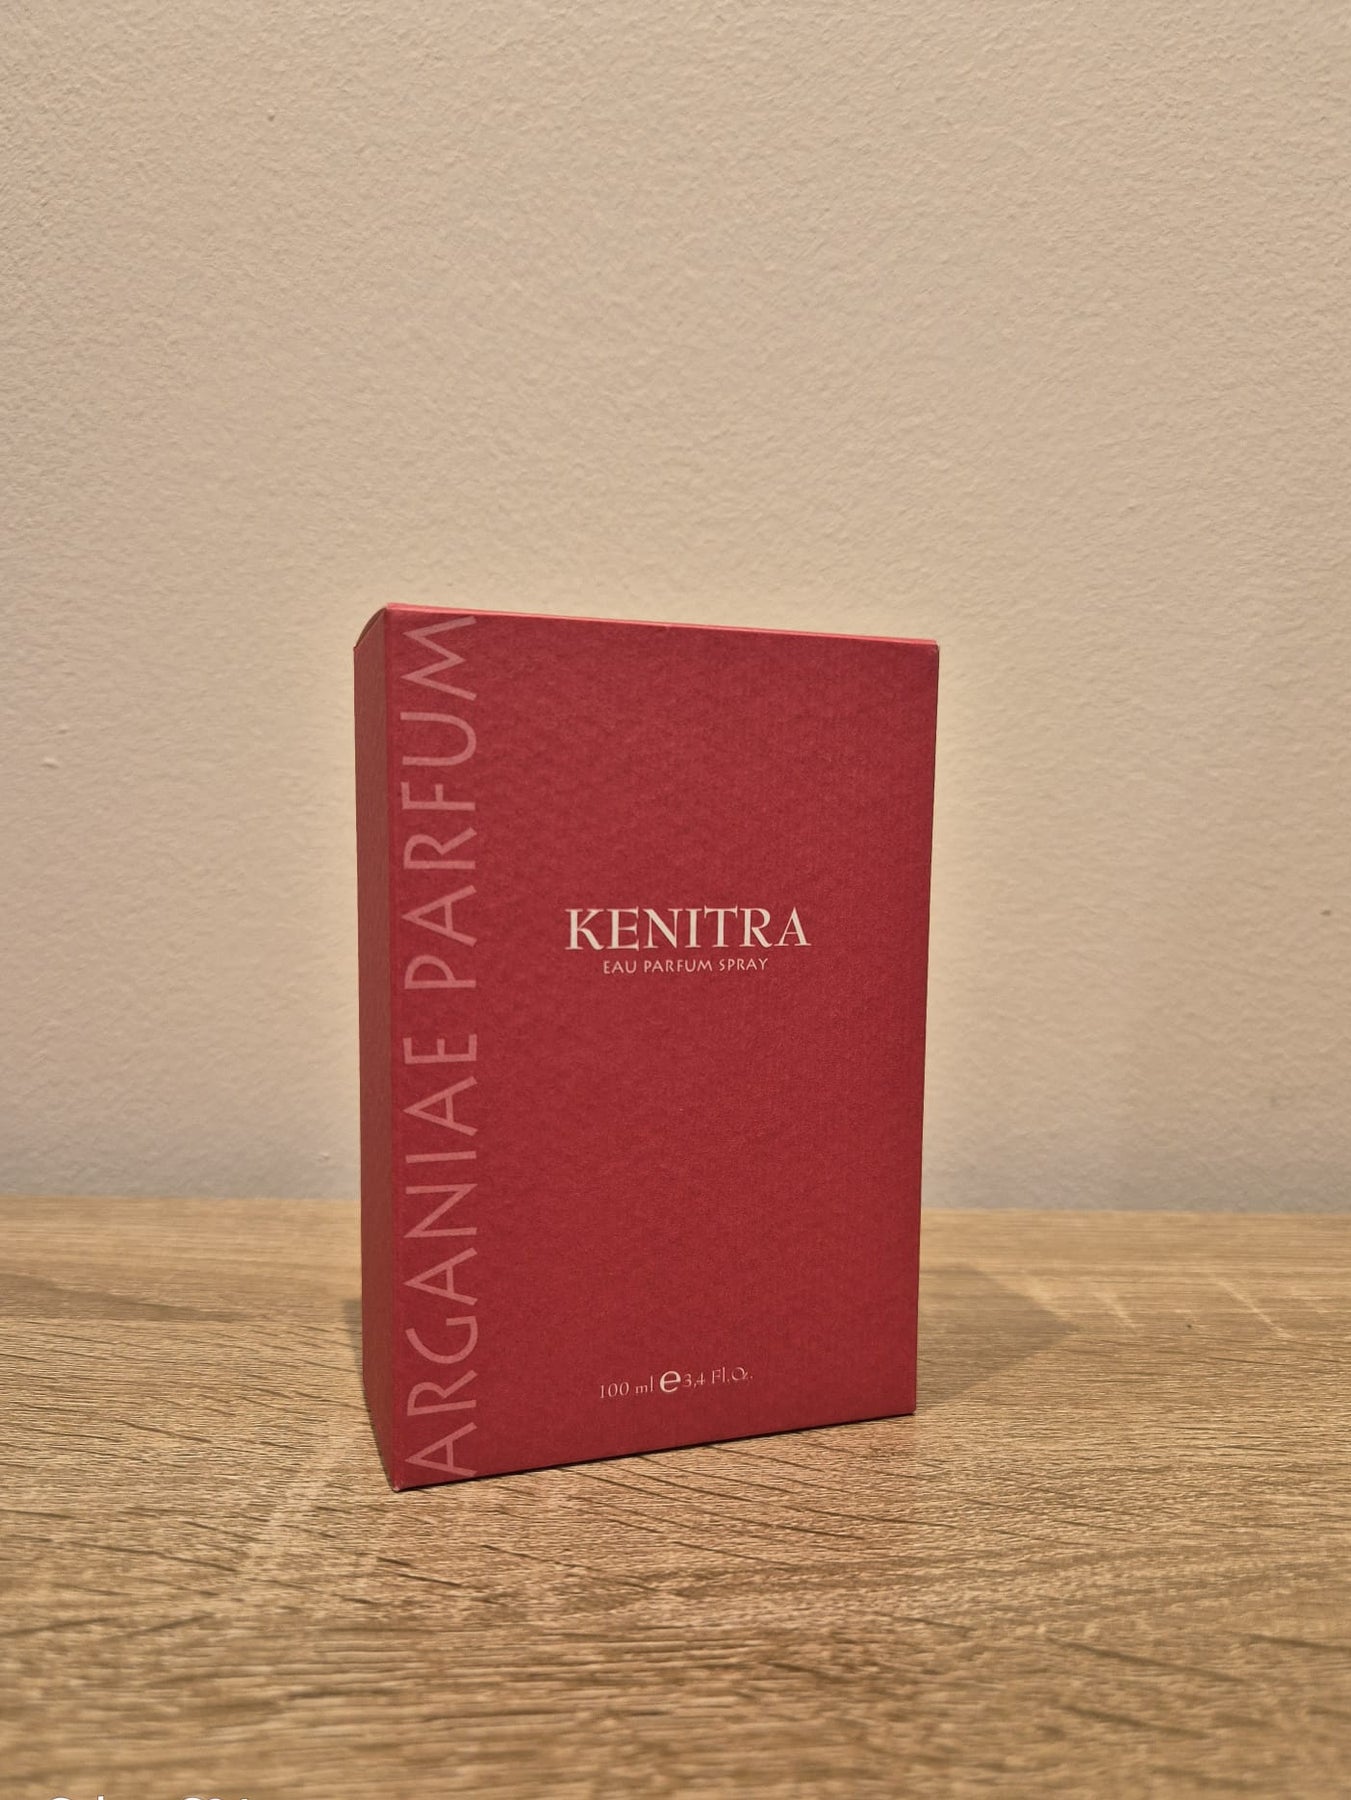 ARGANIAE PARFUM
KENITRA
EAU PARFUM SPRAY
100 ml e 3,4 Fl.Oz.